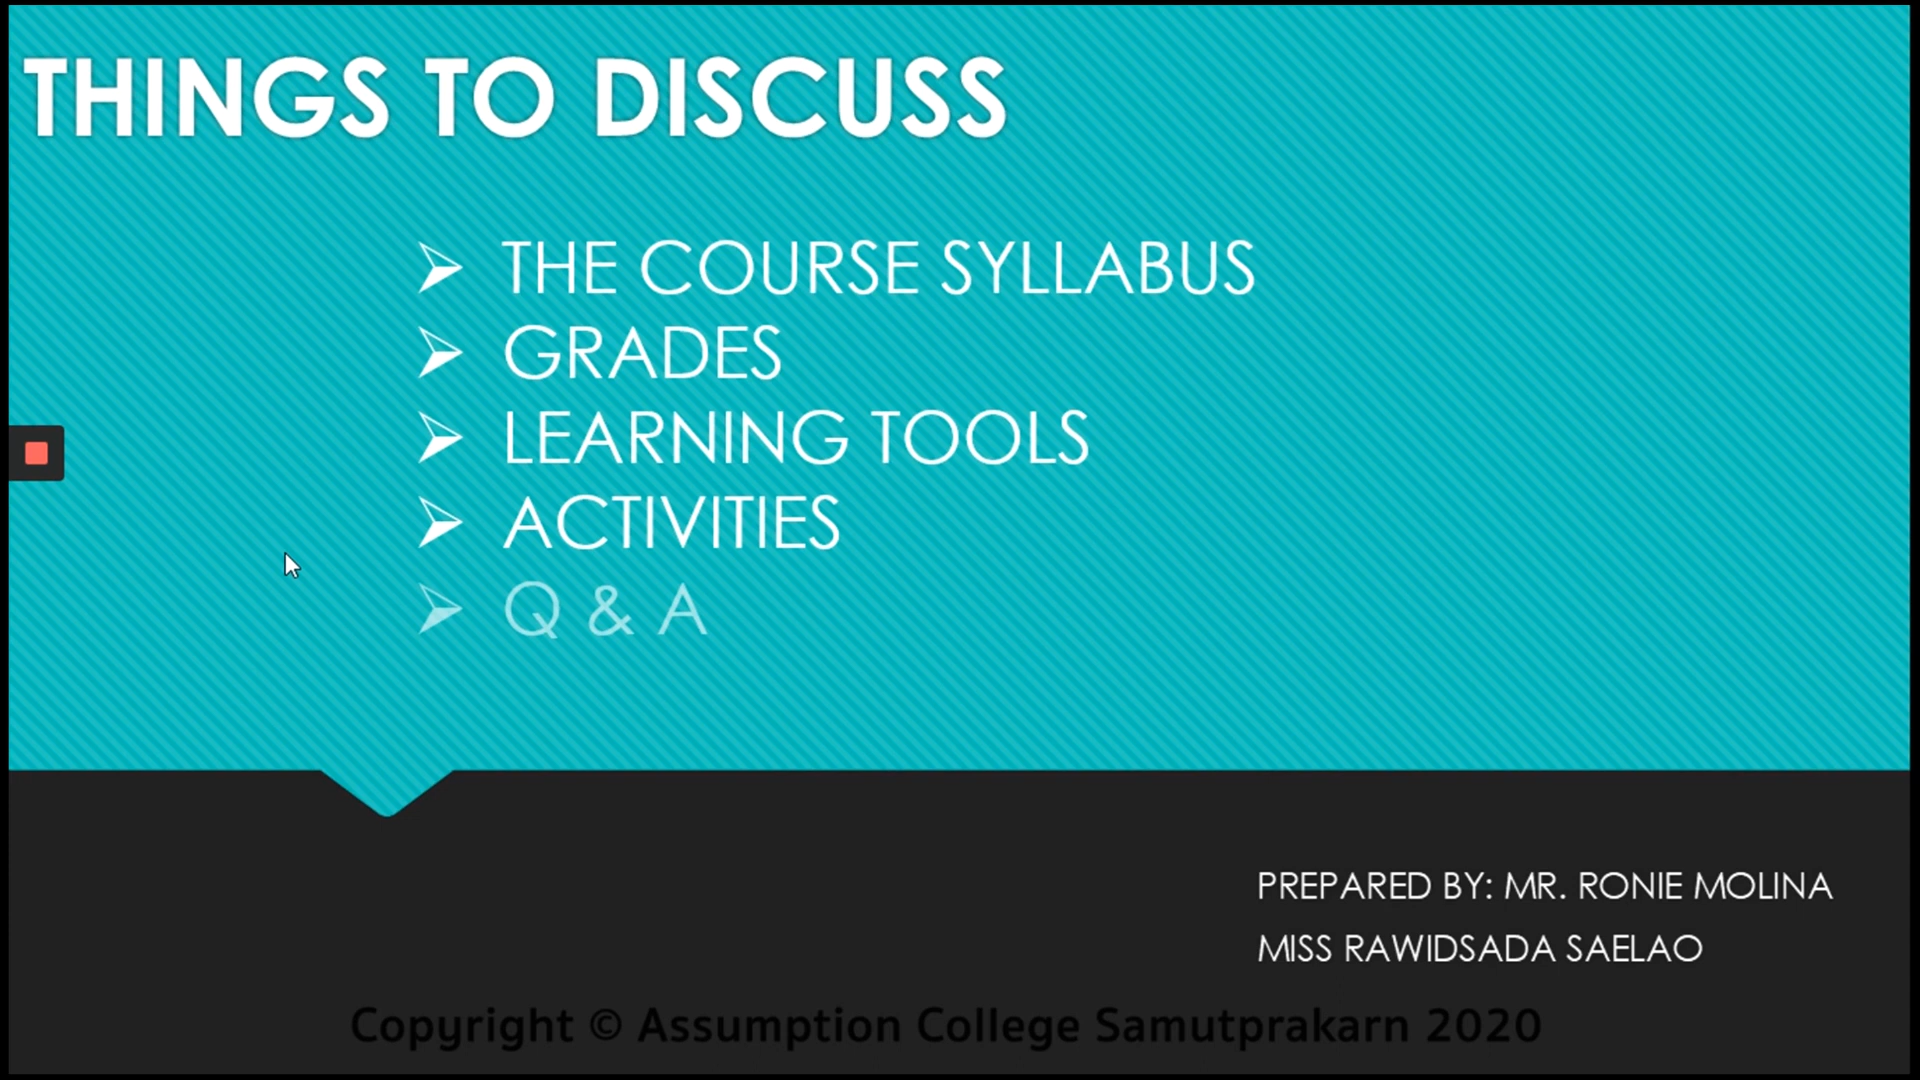 THINGS TO DISCUSS
➢ THE COURSE SYLLABUS
➢ GRADES
➢ LEARNING TOOLS
➢ ACTIVITIES
➢ Q & A
PREPARED BY: MR. RONIE MOLINA
MISS RAWIDSADA SAELAO
Copyright © Assumption College Samutprakarn 2020